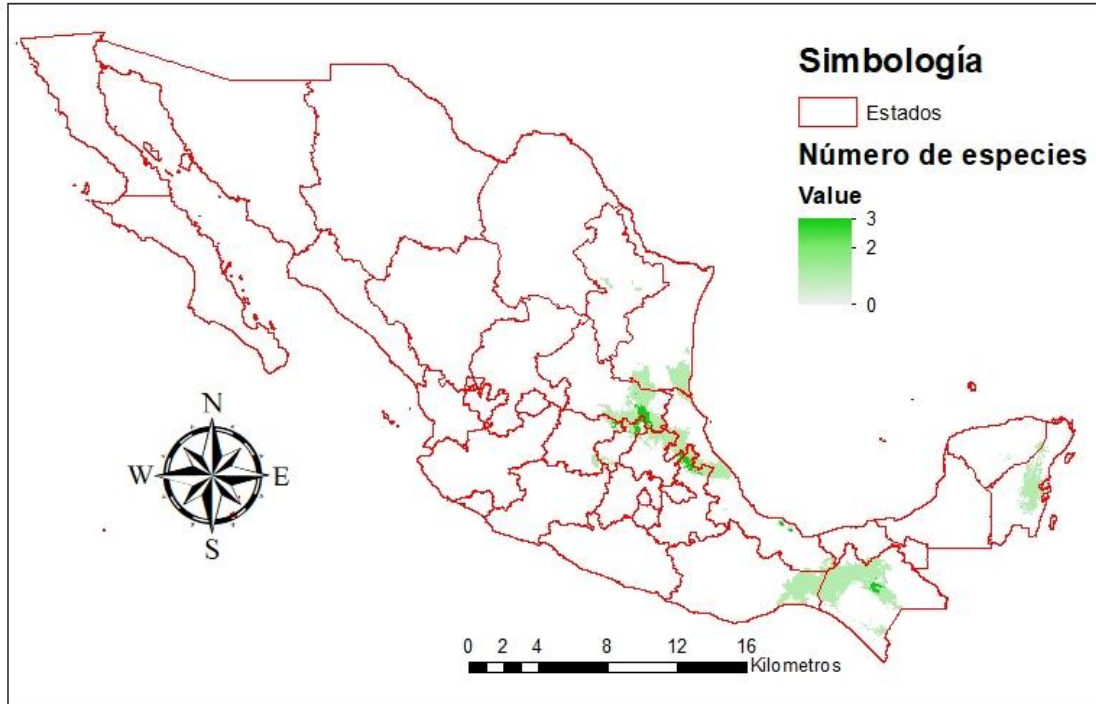 Simbología
Estados
Número de especies
Value
3
2
0
N
W E
S
0 2 4 8 12 16
Kilometros